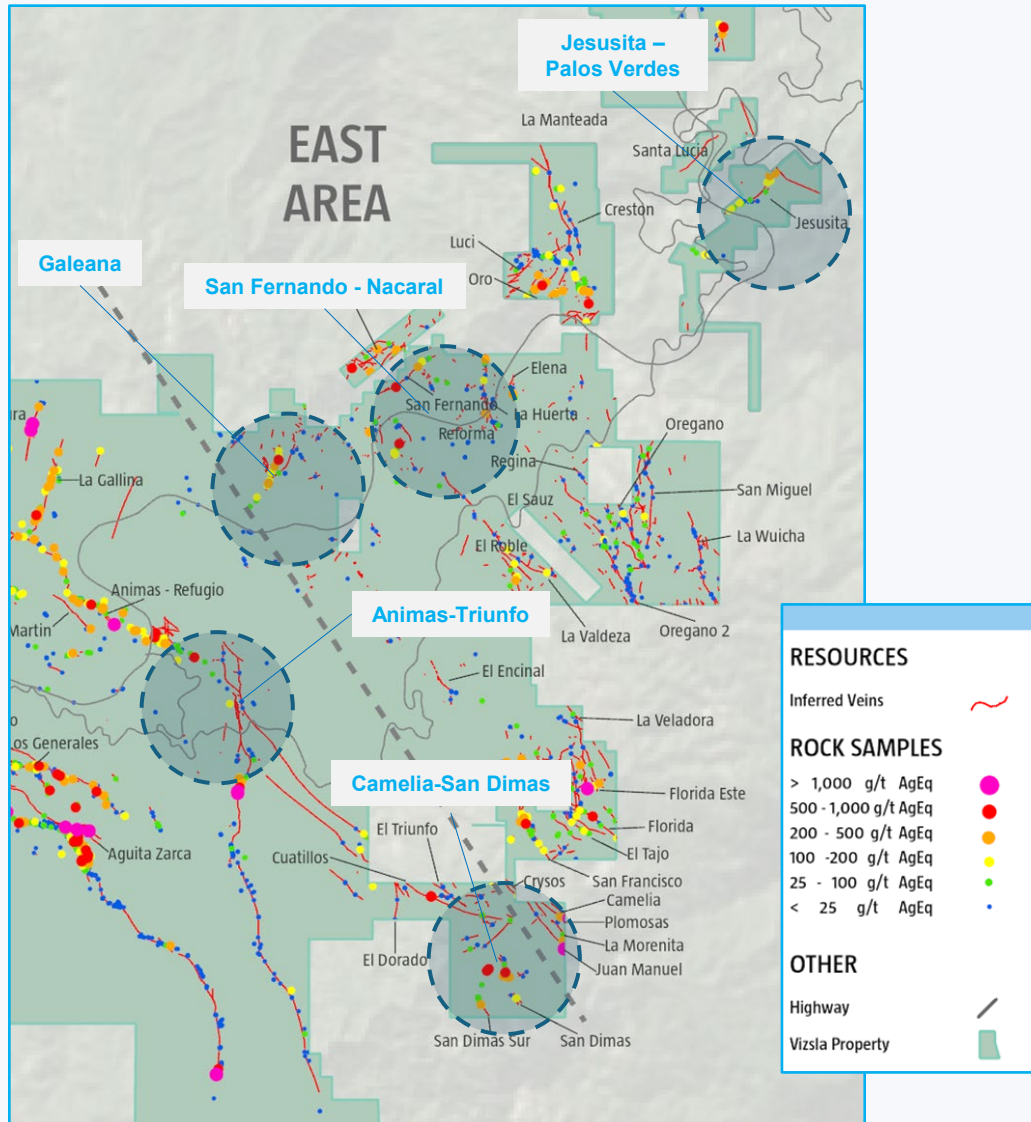 Jesusita –
Palos Verdes
La Manteada
EAST
AREA
Santa Lucia
Creston
Jesusita
Luci
Galeana
Oro
San Fernando - Nacaral
Elena
San Fernando
La Huerta
Reforma
Oregano
Regina
La Gallina
El Sauz
San Miguel
El Roble
La Wuicha
Animas - Refugio
Animas-Triunfo
Martin
La Valdeza
Oregano 2
El Encinal
La Veladora
os Generales
Camelia-San Dimas
Florida Este
El Triunfo
Florida
Aguita Zarca
Cuatillos
El Tajo
San Francisco
Crysos
Camelia
Plomosas
La Morenita
El Dorado
Juan Manuel
San Dimas Sur
San Dimas
RESOURCES
Inferred Veins
ROCK SAMPLES
> 1,000 g/t AgEq
500 - 1,000 g/t AgEq
200 - 500 g/t AgEq
100 -200 g/t AgEq
25 - 100 g/t AgEq
< 25 g/t AgEq
OTHER
Highway
Vizsla Property